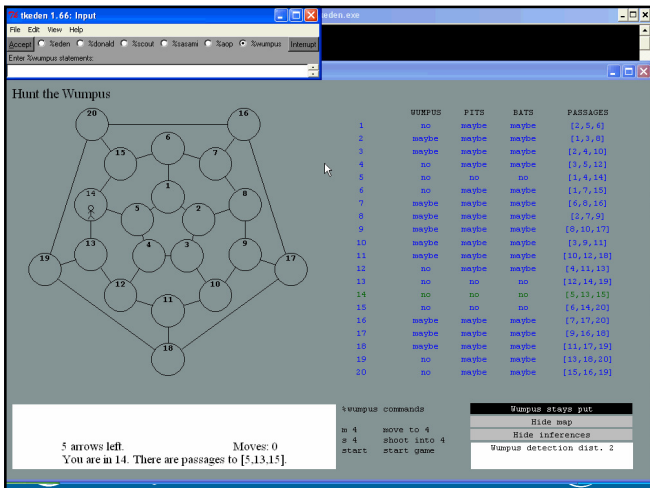 tkeden 1.66: Input
eden.exe
File Edit View Help
Accept %eden %donald %scout %sasami %aop %wumpus Interrupt
Enter %wumpus statements:
Hunt the Wumpus
20
16
6
15
7
1
14
8
5
2
13
4
3
9
19
17
12
10
11
18
WUMPUS PITS BATS PASSAGES
1 no maybe maybe [2,5,6]
2 maybe maybe maybe [1,3,8]
3 maybe maybe maybe [2,4,10]
4 no maybe maybe [3,5,12]
5 no no no [1,4,14]
6 no maybe maybe [1,7,15]
7 maybe maybe maybe [6,8,16]
8 maybe maybe maybe [2,7,9]
9 maybe maybe maybe [8,10,17]
10 maybe maybe maybe [3,9,11]
11 maybe maybe maybe [10,12,18]
12 no maybe maybe [4,11,13]
13 no no no [12,14,19]
14 no no no [5,13,15]
15 no no no [6,14,20]
16 maybe maybe maybe [7,17,20]
17 maybe maybe maybe [9,16,18]
18 maybe maybe maybe [11,17,19]
19 no maybe maybe [13,18,20]
20 no maybe maybe [15,16,19]
5 arrows left. Moves: 0
You are in 14. There are passages to [5,13,15].
%wumpus commands
m 4 move to 4
s 4 shoot into 4
start start game
Wumpus stays put
Hide map
Hide inferences
Wumpus detection dist. 2